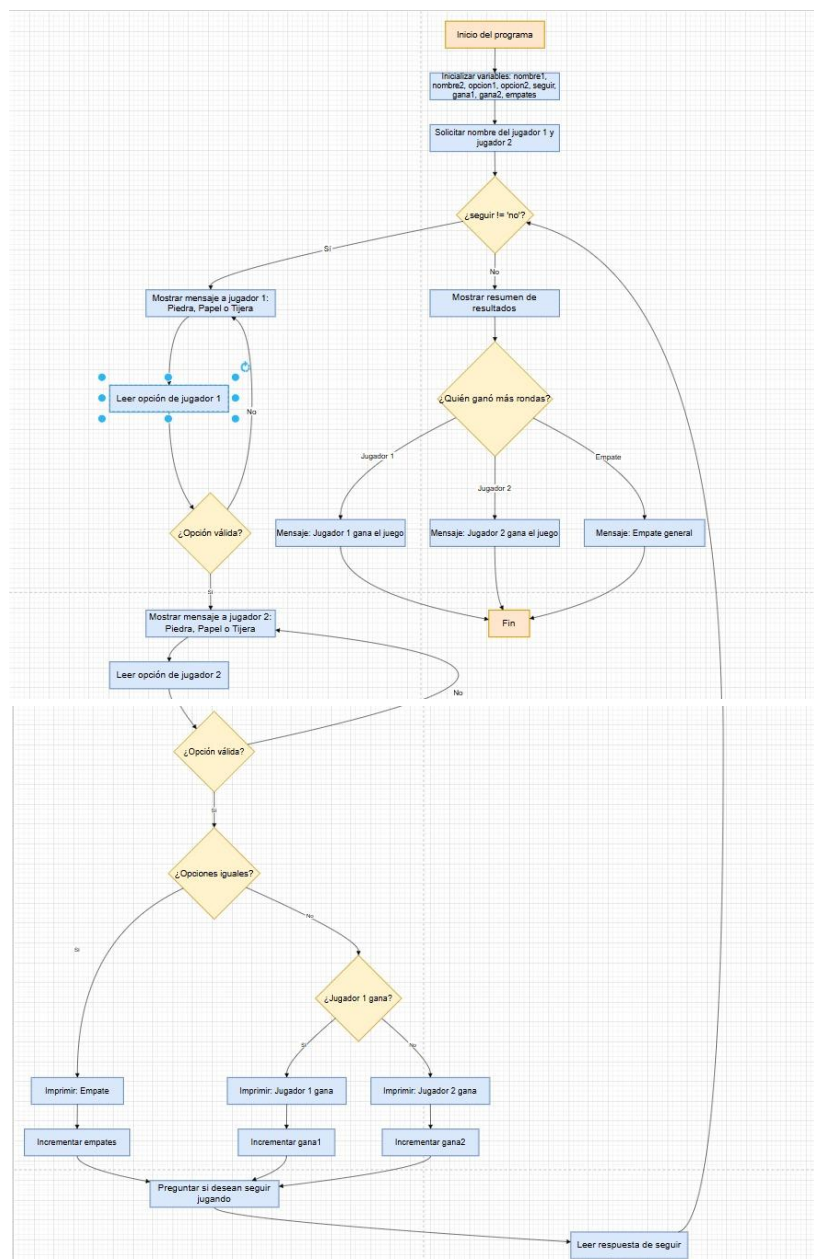 Inicio del programa
Inicializar variables: nombre1,
nombre2, opcion1, opcion2, seguir,
gana1, gana2, empates
Solicitar nombre del jugador 1 y
jugador 2
¿seguir != 'no'?
Sí
No
Mostrar mensaje a jugador 1:
Piedra, Papel o Tijera
Mostrar resumen de
resultados
Leer opción de jugador 1
No
¿Quién ganó más rondas?
Jugador 1
Jugador 2
Empate
¿Opción válida?
Mensaje: Jugador 1 gana el juego
Mensaje: Jugador 2 gana el juego
Mensaje: Empate general
Sí
Mostrar mensaje a jugador 2:
Piedra, Papel o Tijera
Fin
Leer opción de jugador 2
No
¿Opción válida?
Sí
¿Opciones iguales?
No
Sí
¿Jugador 1 gana?
Sí
No
Imprimir: Empate
Imprimir: Jugador 1 gana
Imprimir: Jugador 2 gana
Incrementar empates
Incrementar gana1
Incrementar gana2
Preguntar si desean seguir
jugando
Leer respuesta de seguir